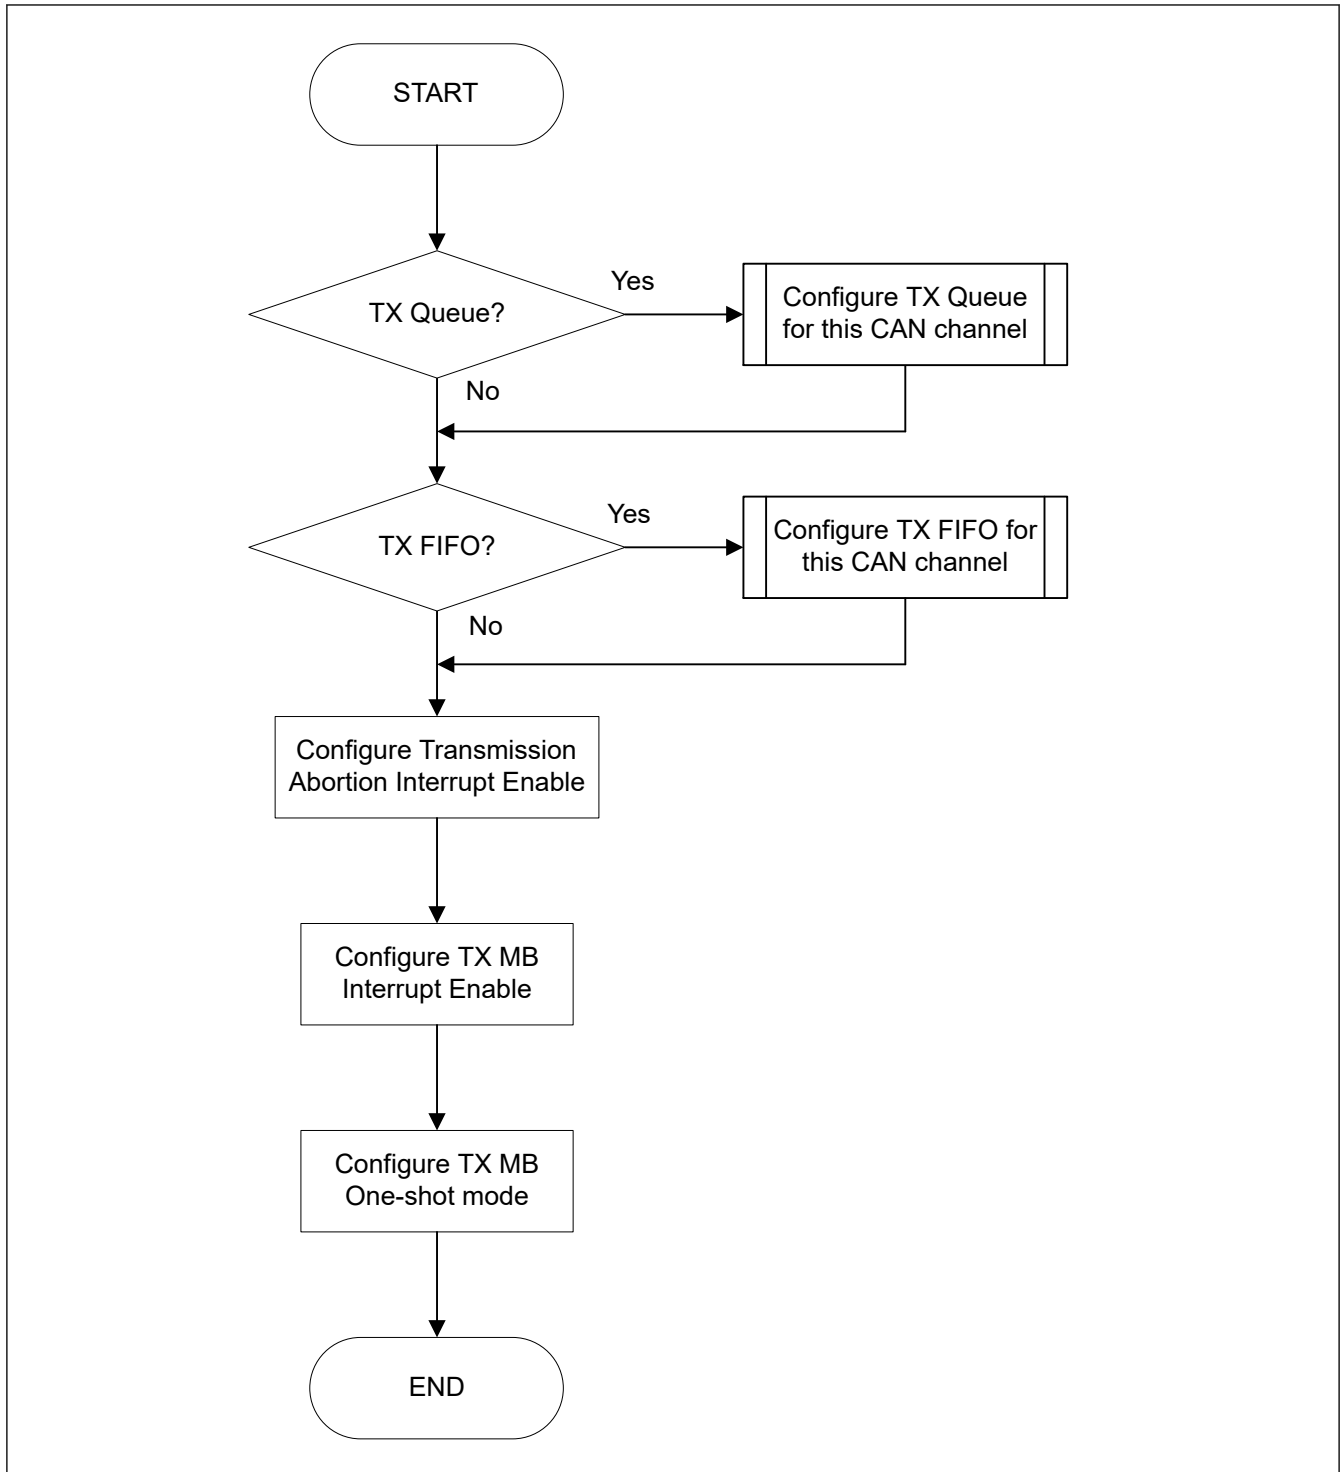 START
TX Queue?
Yes
Configure TX Queue
for this CAN channel
No
TX FIFO?
Yes
Configure TX FIFO for
this CAN channel
No
Configure Transmission
Abortion Interrupt Enable
Configure TX MB
Interrupt Enable
Configure TX MB
One-shot mode
END